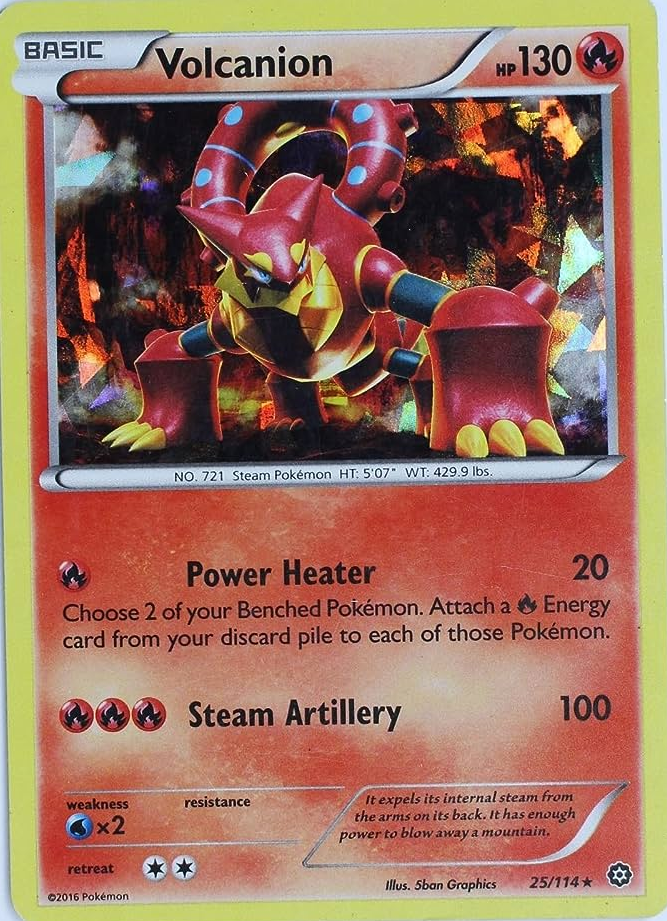 BASIC
Volcanion
HP 130
NO. 721 Steam Pokémon HT: 5'07" WT: 429.9 lbs.
Power Heater 20
Choose 2 of your Benched Pokémon. Attach a Energy
card from your discard pile to each of those Pokémon.
Steam Artillery 100
weakness
resistance
×2
It expels its internal steam from
the arms on its back. It has enough
power to blow away a mountain.
retreat
©2016 Pokémon
Illus. 5ban Graphics
25/114★